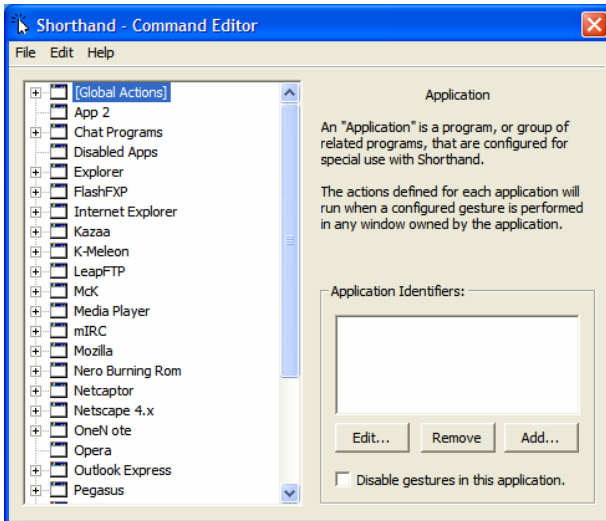 Shorthand - Command Editor
File Edit Help
[Global Actions]
App 2
Chat Programs
Disabled Apps
Explorer
FlashFXP
Internet Explorer
Kazaa
K-Meleon
LeapFTP
McK
Media Player
mIRC
Mozilla
Nero Burning Rom
Netcaptor
Netscape 4.x
OneN ote
Opera
Outlook Express
Pegasus
Application
An "Application" is a program, or group of
related programs, that are configured for
special use with Shorthand.
The actions defined for each application will
run when a configured gesture is performed
in any window owned by the application.
Application Identifiers:
Edit... Remove Add...
Disable gestures in this application.